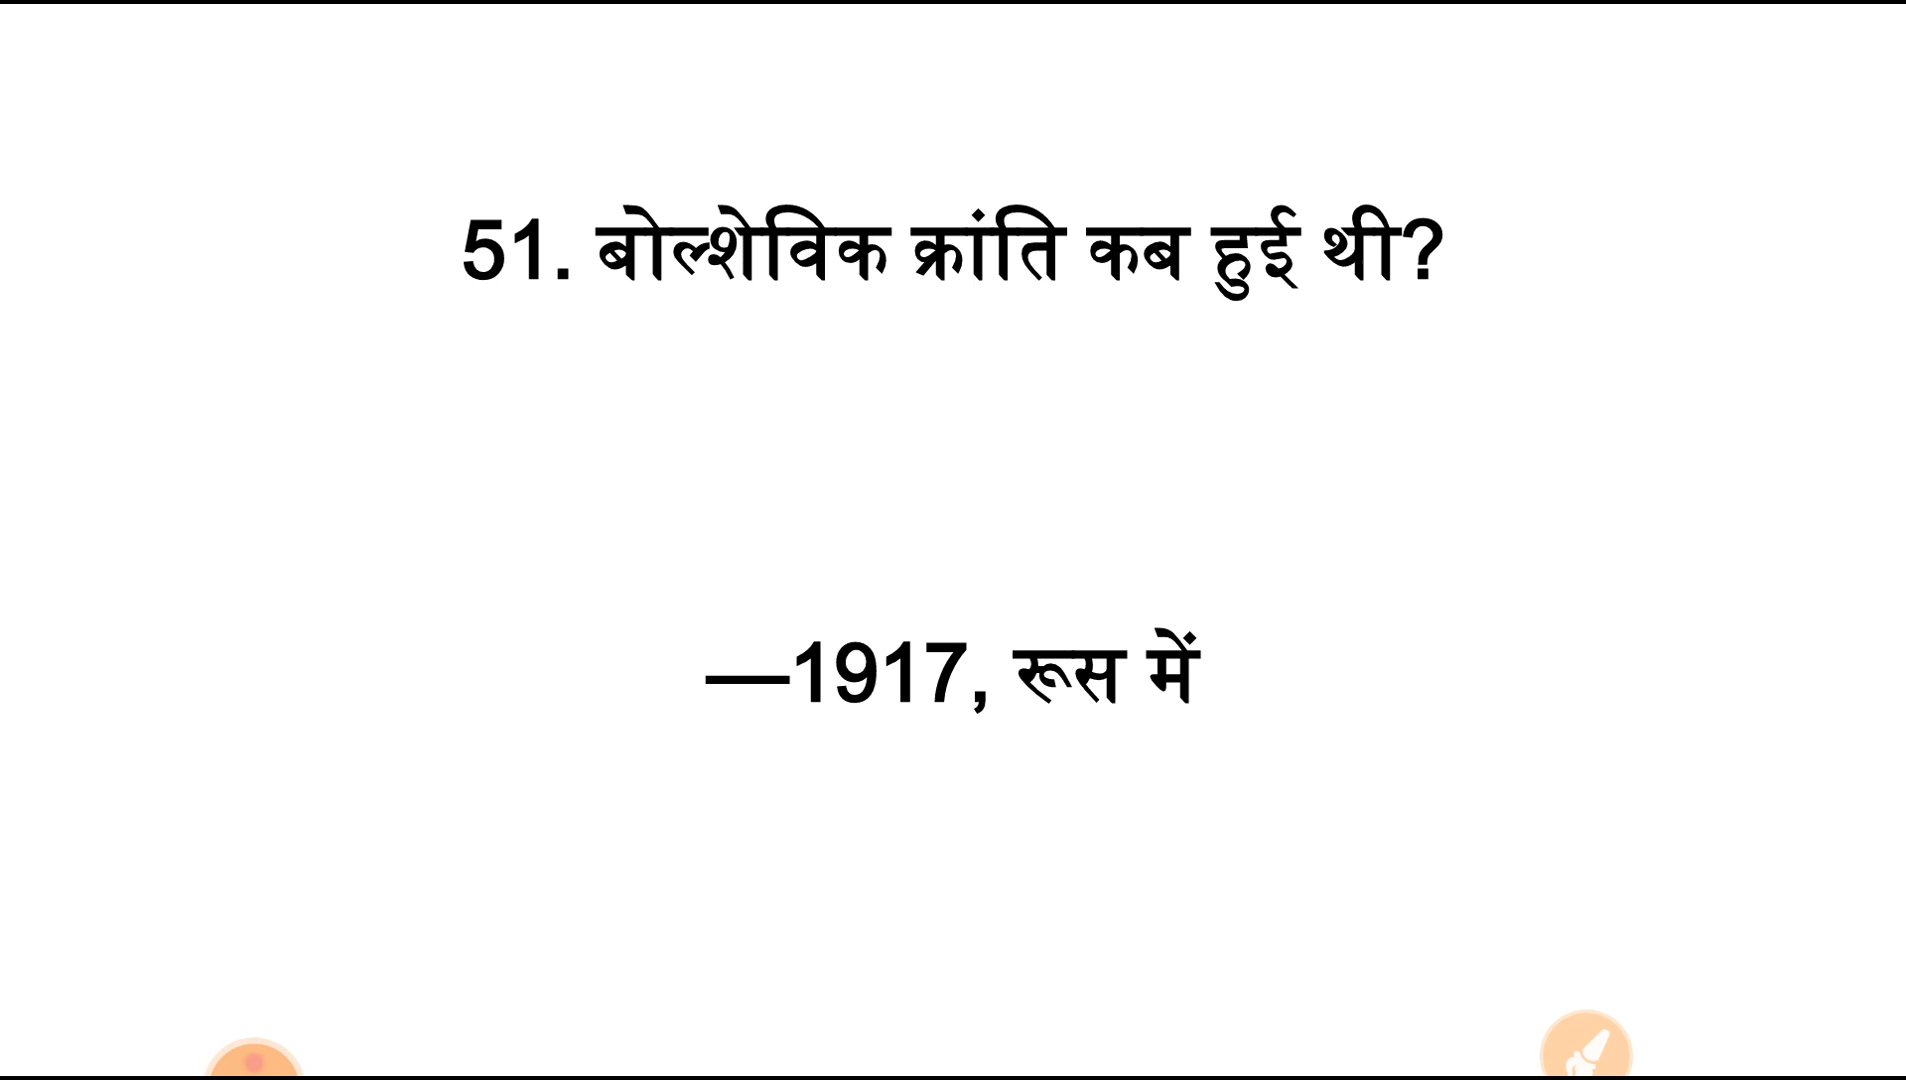 51. बोल्शेविक क्रांति कब हुई थी?
—1917, रूस में